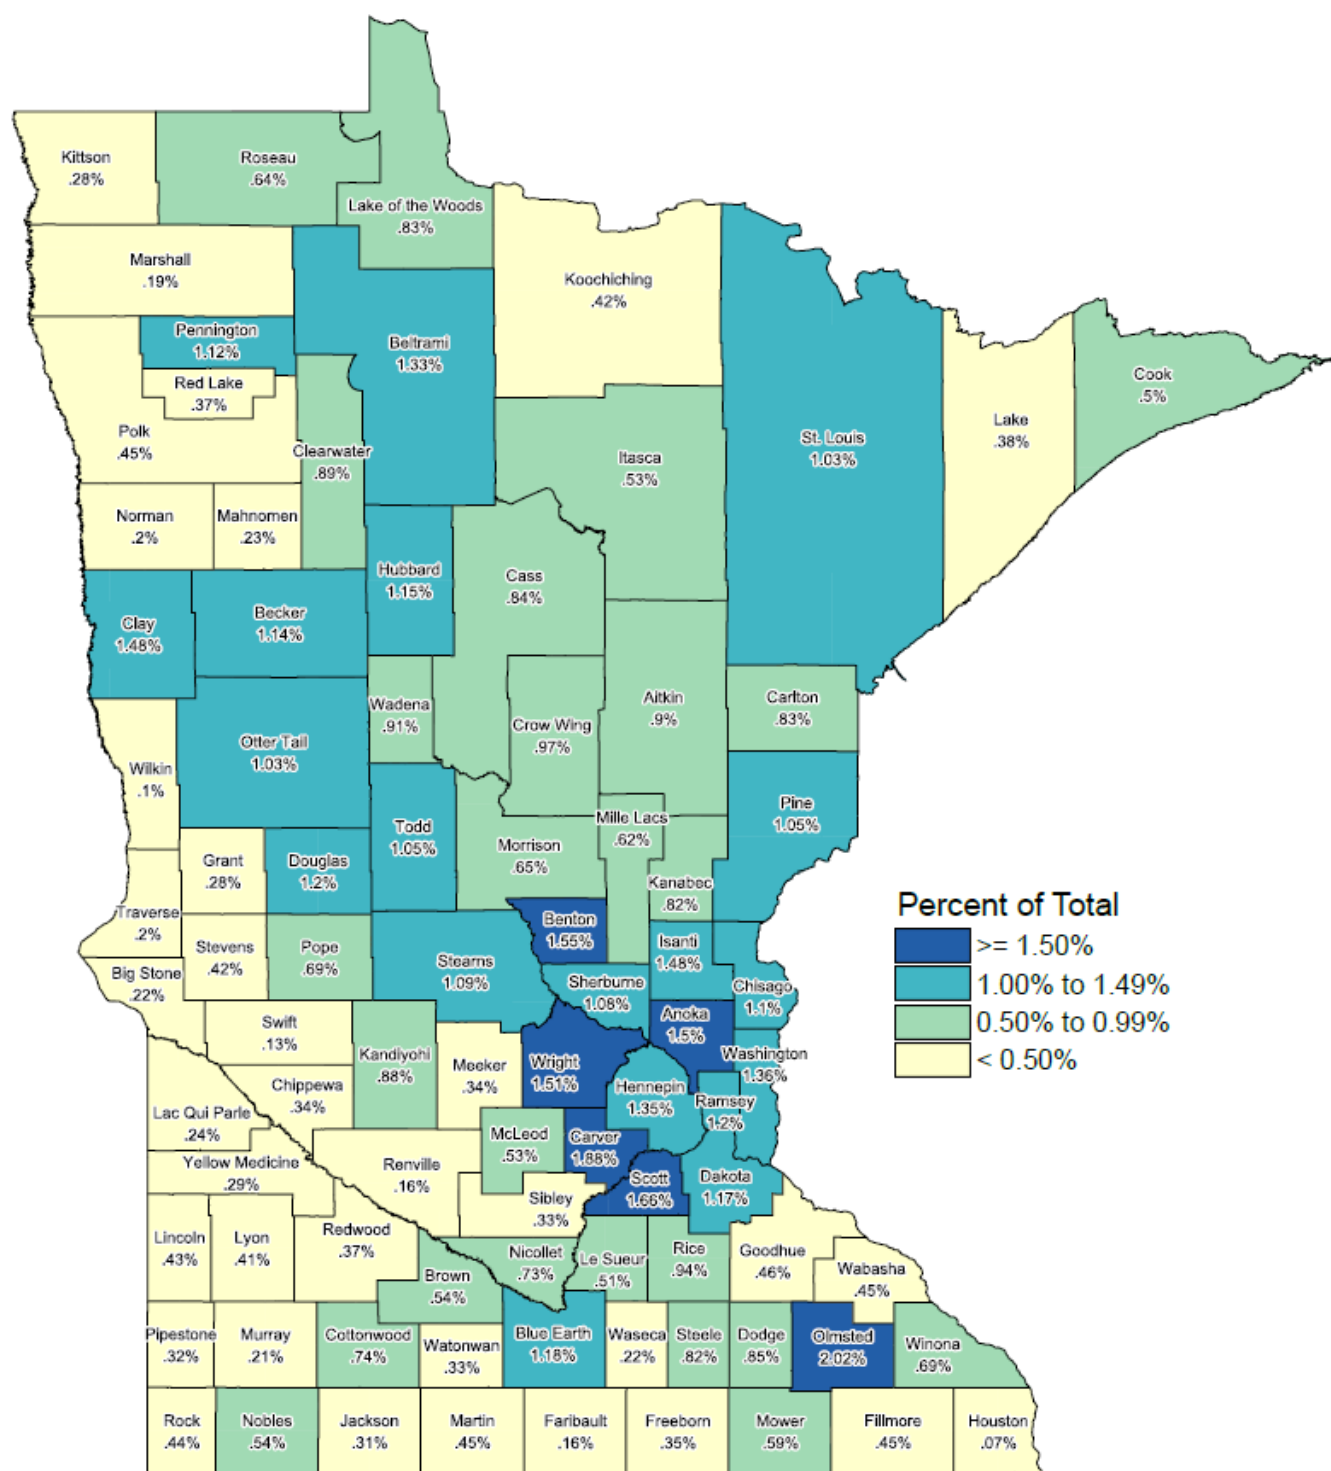 Kittson
.28%
Roseau
.64%
Lake of the Woods
.83%
Marshall
.19%
Koochiching
.42%
Pennington
1.12%
Beltrami
1.33%
Red Lake
.37%
Cook
.5%
Polk
.45%
Clearwater
.89%
Itasca
.53%
St. Louis
1.03%
Lake
.38%
Norman
.2%
Mahnomen
.23%
Hubbard
1.15%
Cass
.84%
Clay
1.48%
Becker
1.14%
Wadena
.91%
Crow Wing
.97%
Aitkin
.9%
Carlton
.83%
Otter Tail
1.03%
Wilkin
.1%
Todd
1.05%
Morrison
.65%
Mille Lacs
.62%
Pine
1.05%
Grant
.28%
Douglas
1.2%
Kanabec
.82%
Traverse
.2%
Stevens
.42%
Pope
.69%
Stearns
1.09%
Benton
1.55%
Isanti
1.48%
Big Stone
.22%
Sherburne
1.08%
Chisago
1.1%
Swift
.13%
Kandiyohi
.88%
Meeker
.34%
Wright
1.51%
Anoka
1.5%
Washington
1.36%
Chippewa
.34%
Hennepin
1.35%
Ramsey
1.2%
Lac Qui Parle
.24%
McLeod
.53%
Carver
1.88%
Yellow Medicine
.29%
Renville
.16%
Scott
1.66%
Dakota
1.17%
Sibley
.33%
Lincoln
.43%
Lyon
.41%
Redwood
.37%
Brown
.54%
Nicollet
.73%
Le Sueur
.51%
Rice
.94%
Goodhue
.46%
Wabasha
.45%
Pipestone
.32%
Murray
.21%
Cottonwood
.74%
Watonwan
.33%
Blue Earth
1.18%
Waseca
.22%
Steele
.82%
Dodge
.85%
Olmsted
2.02%
Winona
.69%
Rock
.44%
Nobles
.54%
Jackson
.31%
Martin
.45%
Faribault
.16%
Freeborn
.35%
Mower
.59%
Fillmore
.45%
Houston
.07%
Percent of Total
>= 1.50%
1.00% to 1.49%
0.50% to 0.99%
< 0.50%